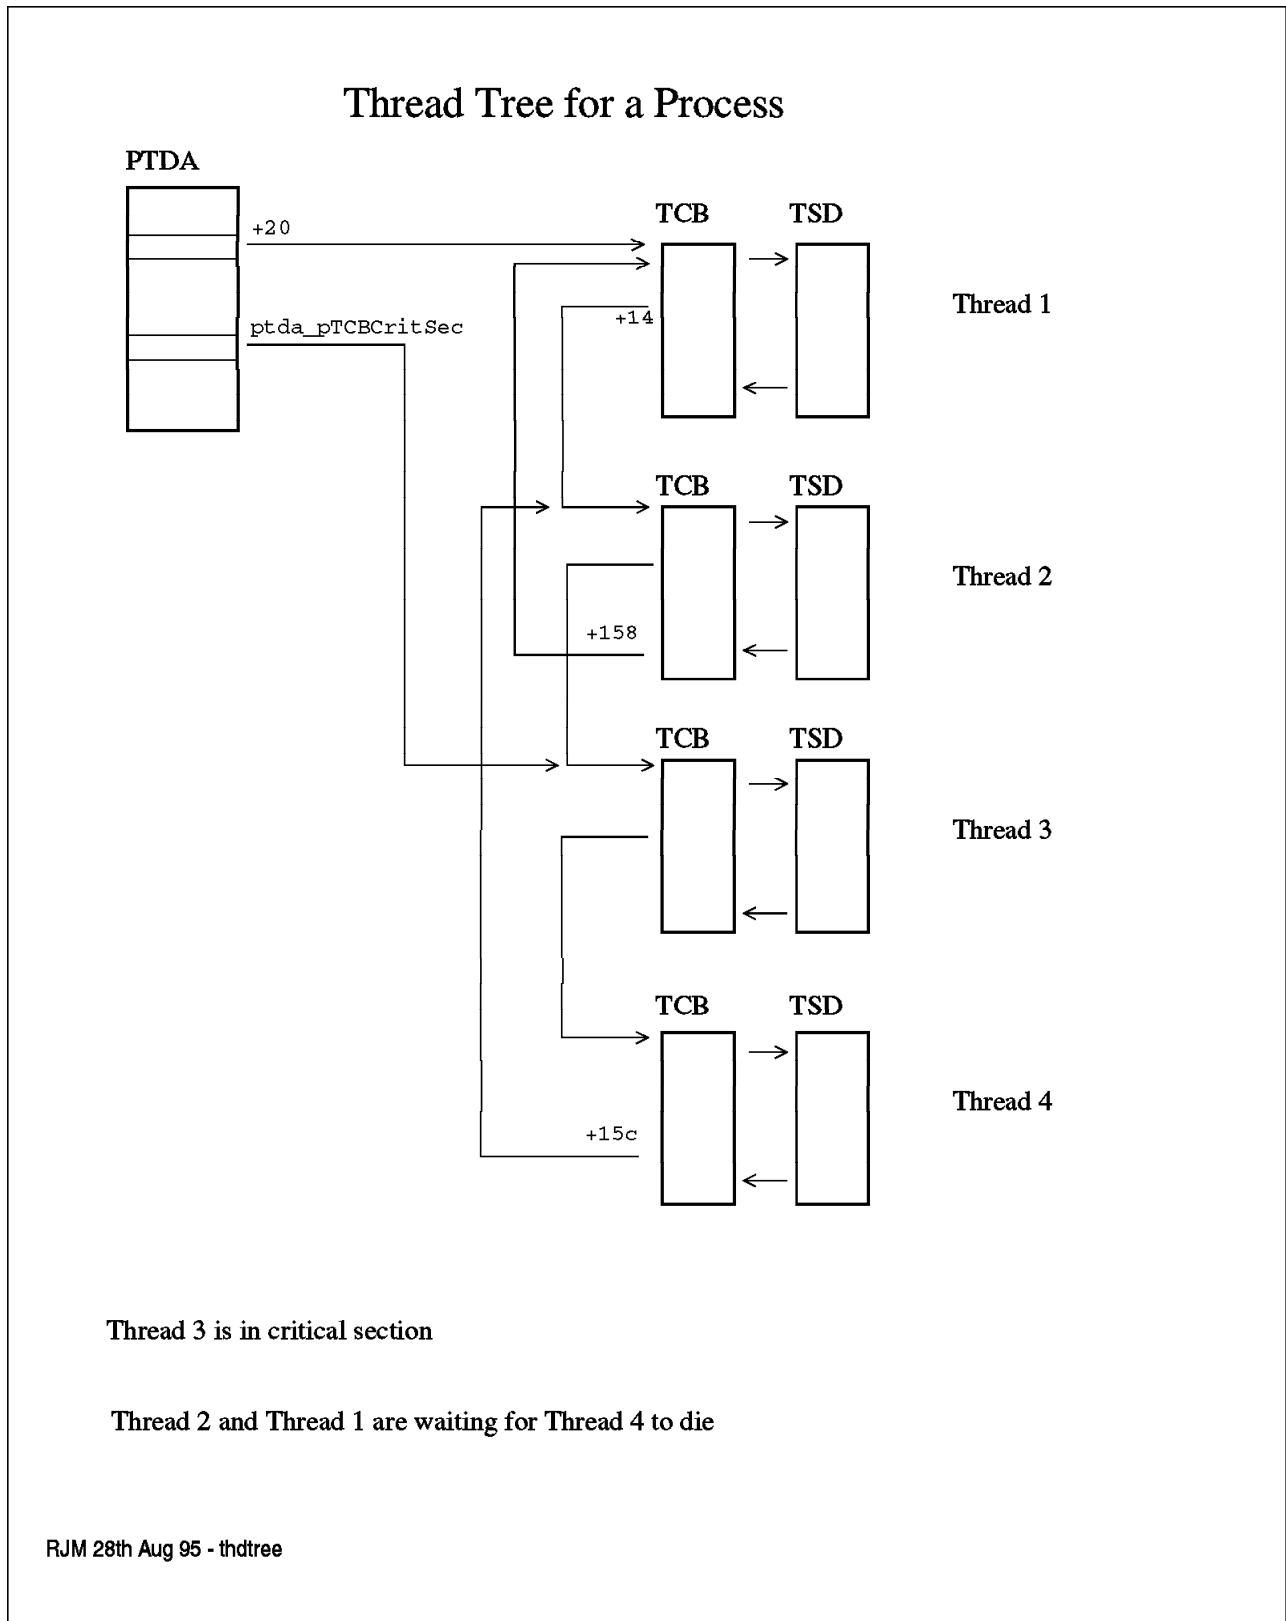 Thread Tree for a Process
PTDA
+20
ptda_pTCBCritSec
TCB TSD
+14
Thread 1
TCB TSD
Thread 2
+158
TCB TSD
Thread 3
TCB TSD
Thread 4
+15c
Thread 3 is in critical section
Thread 2 and Thread 1 are waiting for Thread 4 to die
RJM 28th Aug 95 - thdtree